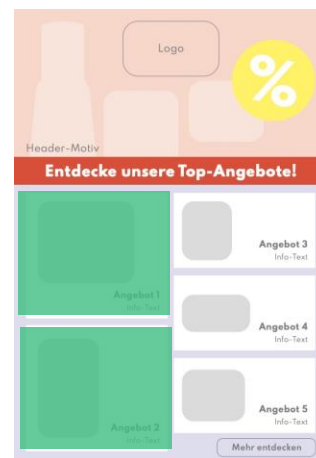 Logo
%
Header-Motiv
Entdecke unsere Top-Angebote!
Angebot 1
Info-Text
Angebot 2
Info-Text
Angebot 3
Info-Text
Angebot 4
Info-Text
Angebot 5
Info-Text
Mehr entdecken